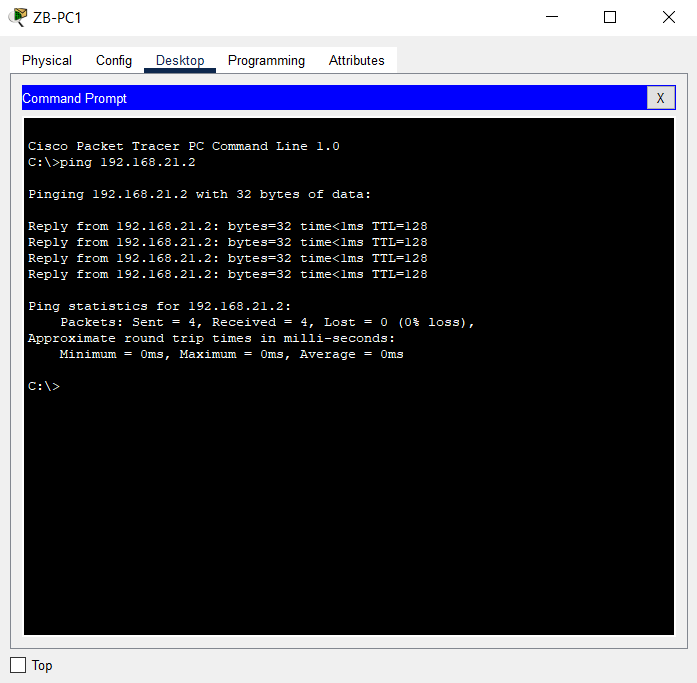 ZB-PC1
Physical Config Desktop Programming Attributes
Command Prompt X
Cisco Packet Tracer PC Command Line 1.0
C:\>ping 192.168.21.2
Pinging 192.168.21.2 with 32 bytes of data:
Reply from 192.168.21.2: bytes=32 time<1ms TTL=128
Reply from 192.168.21.2: bytes=32 time<1ms TTL=128
Reply from 192.168.21.2: bytes=32 time<1ms TTL=128
Reply from 192.168.21.2: bytes=32 time<1ms TTL=128
Ping statistics for 192.168.21.2:
Packets: Sent = 4, Received = 4, Lost = 0 (0% loss),
Approximate round trip times in milli-seconds:
Minimum = 0ms, Maximum = 0ms, Average = 0ms
C:\>
Top